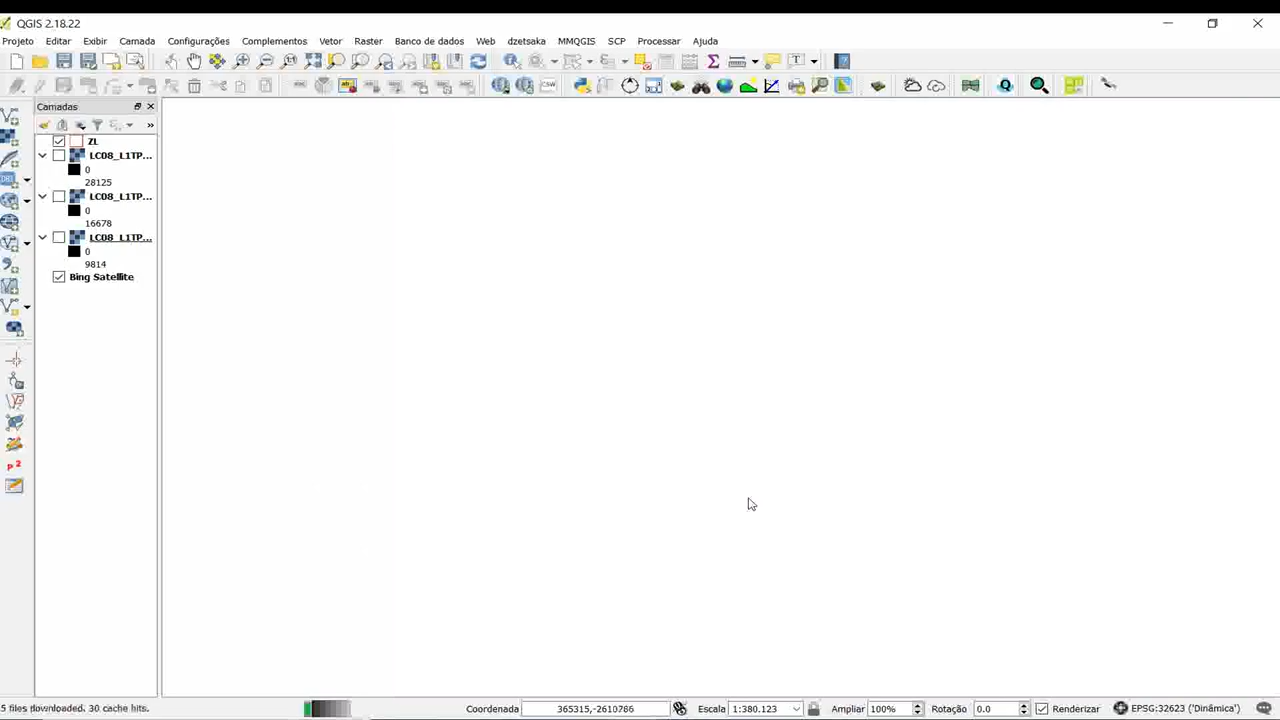 QGIS 2.18.22
Projeto Editar Exibir Camada Configurações Complementos Vetor Raster Banco de dados Web dzetsaka MMQGIS SCP Processar Ajuda
Camadas
ZL
LC08_L1TP...
0
28125
LC08_L1TP...
0
16678
LC08_L1TP...
0
9814
Bing Satellite
5 files downloaded. 30 cache hits.
Coordenada 365315,-2610786 Escala 1:380.123 Ampliar 100% Rotação 0.0 Renderizar EPSG:32623 ('Dinâmica')